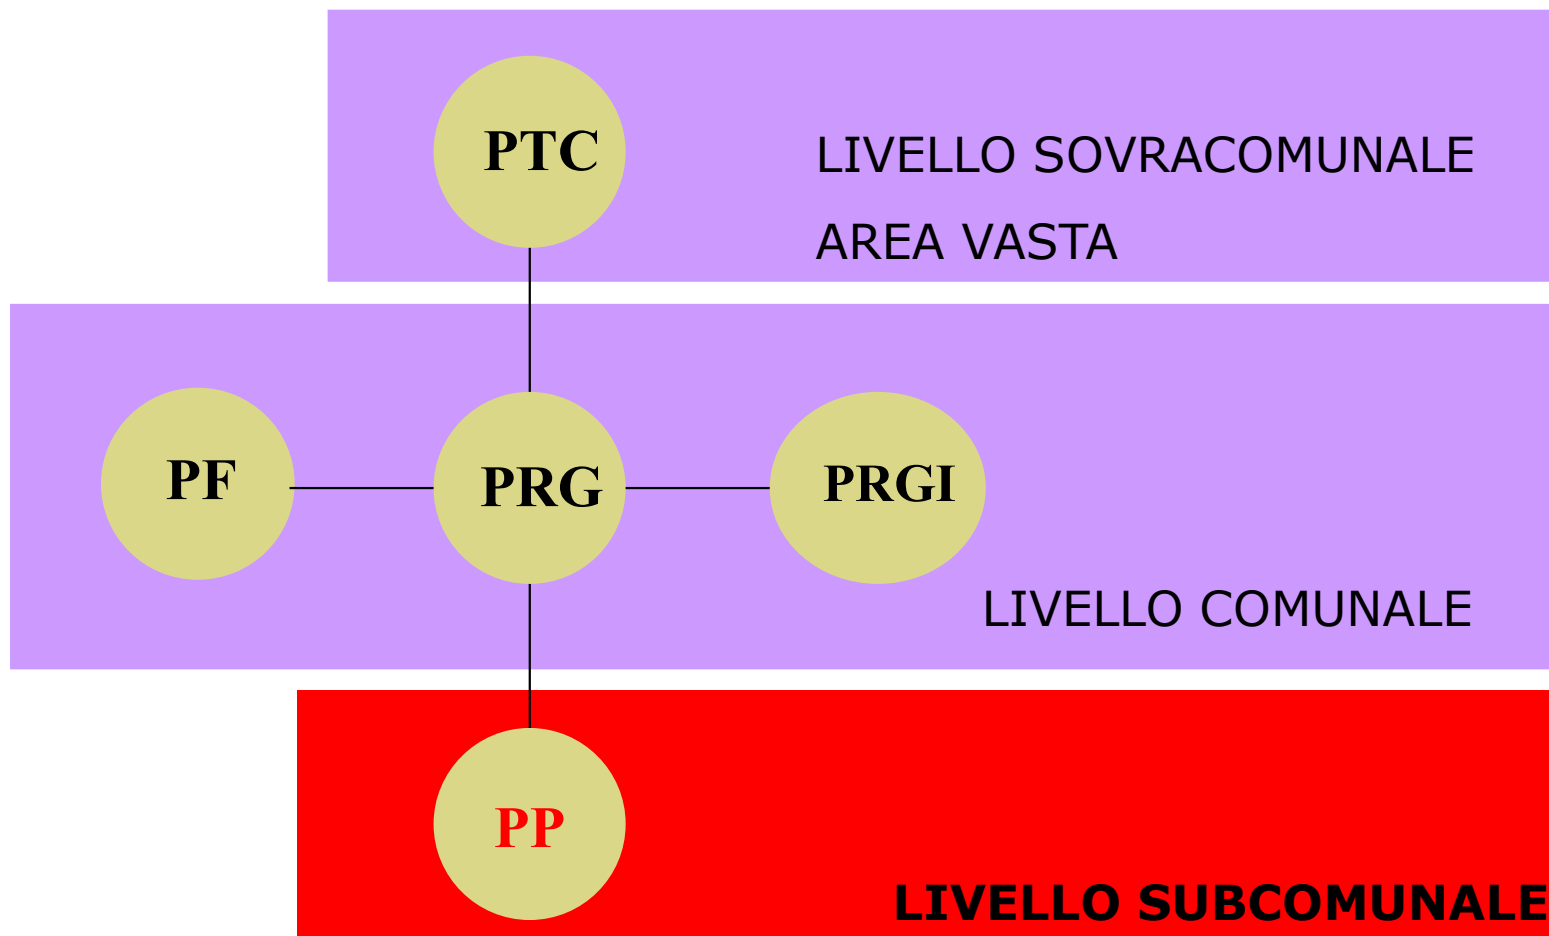 PTC
LIVELLO SOVRACOMUNALE
AREA VASTA
PF
PRG
PRGI
LIVELLO COMUNALE
PP
LIVELLO SUBCOMUNALE